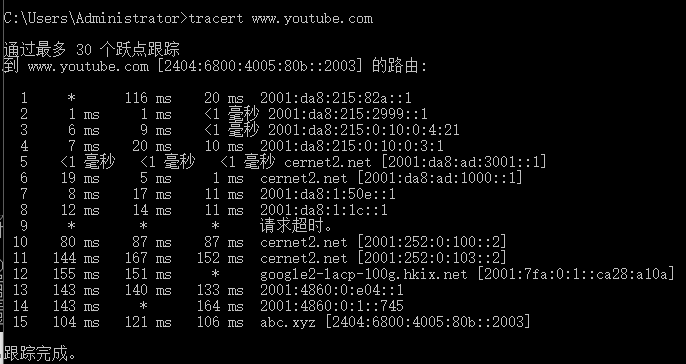 C:\Users\Administrator>tracert www.youtube.com
通过最多 30 个跃点跟踪
到 www.youtube.com [2404:6800:4005:80b::2003] 的路由:
1 * 116 ms 20 ms 2001:da8:215:82a::1
2 1 ms 1 ms <1 毫秒 2001:da8:215:2999::1
3 6 ms 9 ms <1 毫秒 2001:da8:215:0:10:0:4:21
4 7 ms 20 ms 10 ms 2001:da8:215:0:10:0:3:1
5 <1 毫秒 <1 毫秒 <1 毫秒 cernet2.net [2001:da8:ad:3001::1]
6 19 ms 5 ms 1 ms cernet2.net [2001:da8:ad:1000::1]
7 8 ms 17 ms 11 ms 2001:da8:1:50e::1
8 12 ms 14 ms 11 ms 2001:da8:1:1c::1
9 * * * 请求超时。
10 80 ms 87 ms 87 ms cernet2.net [2001:252:0:100::2]
11 144 ms 167 ms 152 ms cernet2.net [2001:252:0:103::2]
12 155 ms 151 ms * google2-lacp-100g.hkix.net [2001:7fa:0:1::ca28:a10a]
13 143 ms 140 ms 133 ms 2001:4860:0:e04::1
14 143 ms * 164 ms 2001:4860:0:1::745
15 104 ms 121 ms 106 ms abc.xyz [2404:6800:4005:80b::2003]
跟踪完成。